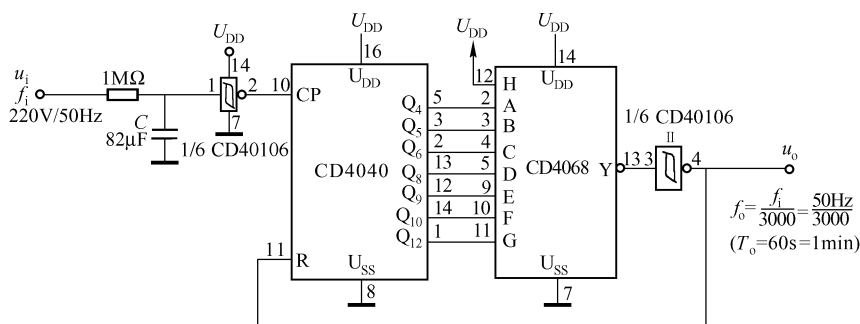 U_DD
U_DD
U_DD
14
16
14
u_i
f_i
220V/50Hz
1MΩ
C
82μF
1
2
7
1/6 CD40106
10 CP
U_DD
CD4040
Q_4 5
Q_5 3
Q_6 2
Q_8 13
Q_9 12
Q_10 14
Q_12 1
11 R
U_SS
8
U_DD
12 H
2 A
3 B
4 C
5 D
9 E
10 F
11 G
CD4068
Y 13
U_SS
7
1/6 CD40106
II
3
4
u_o
f_o=f_i/3000=50Hz/3000
(T_o=60s=1min)